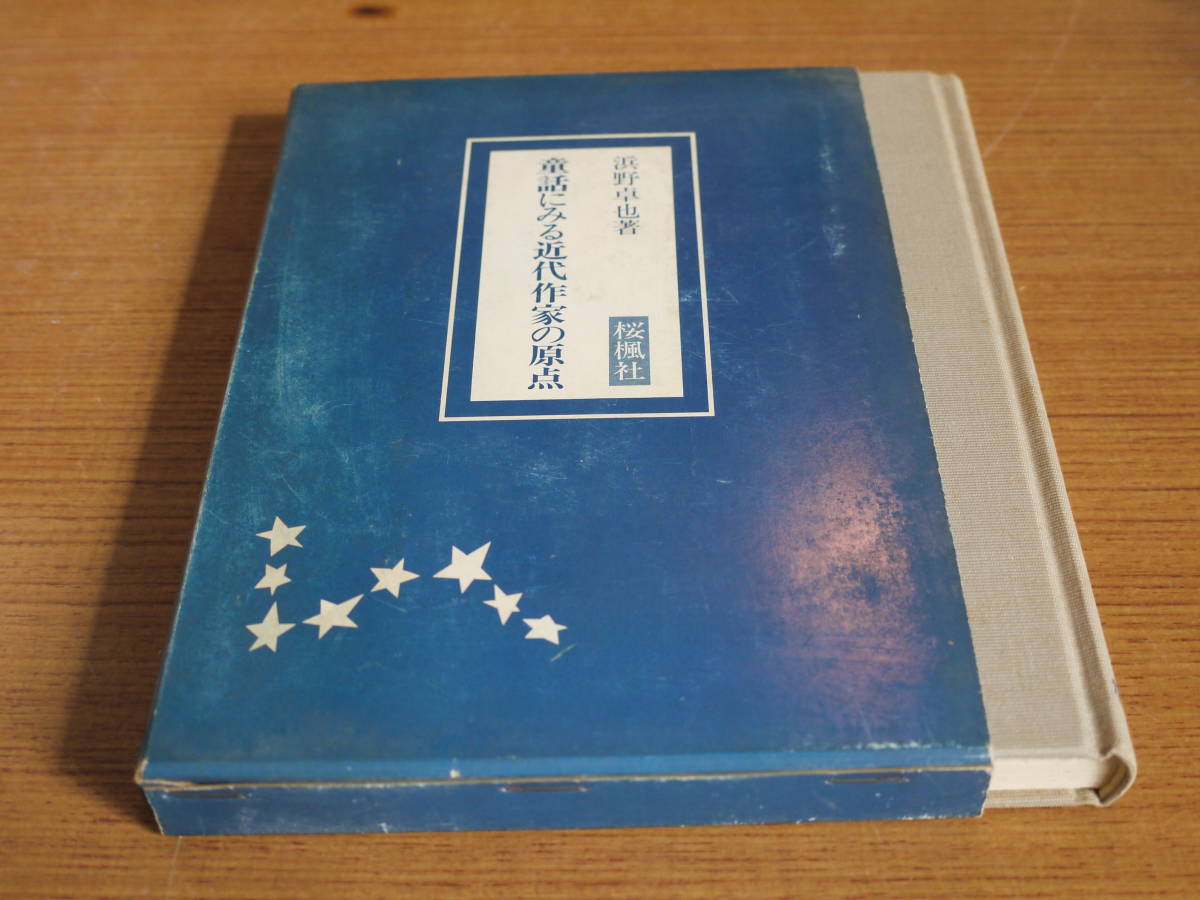 浜野卓也著
童話にみる近代作家の原点
桜楓社